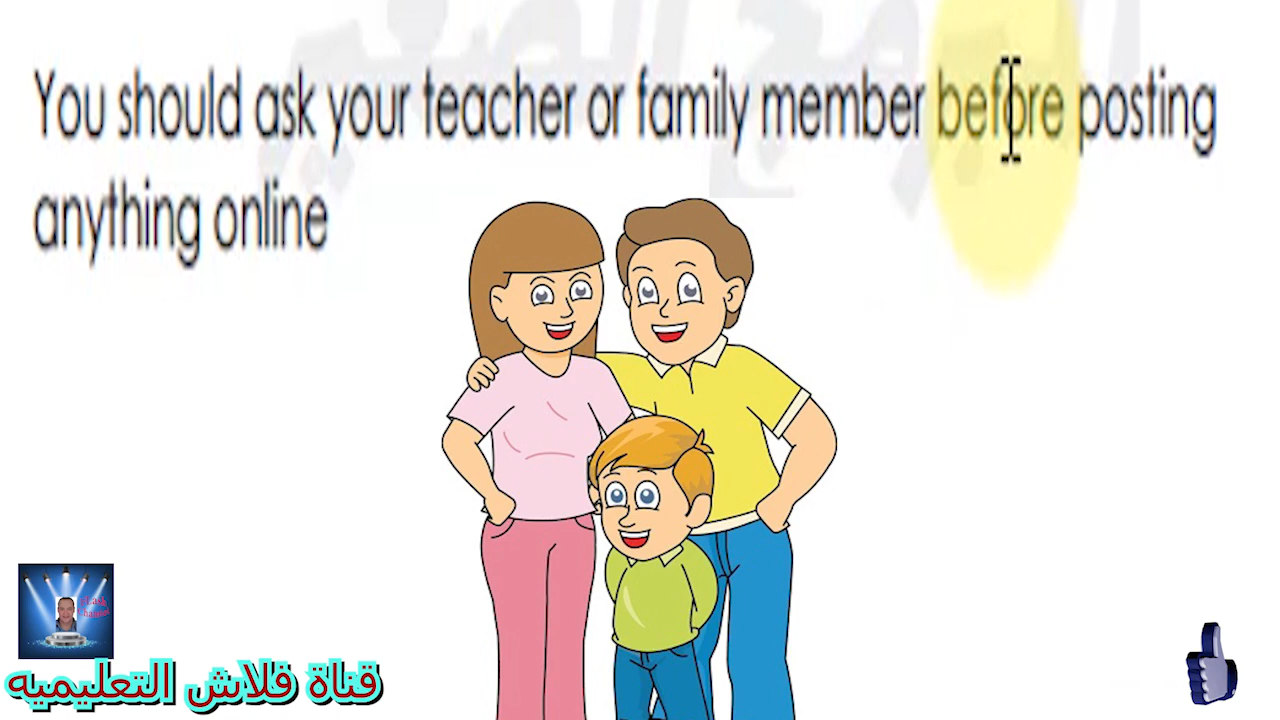 You should ask your teacher or family member before posting
anything online
قناة فلاش التعليميه